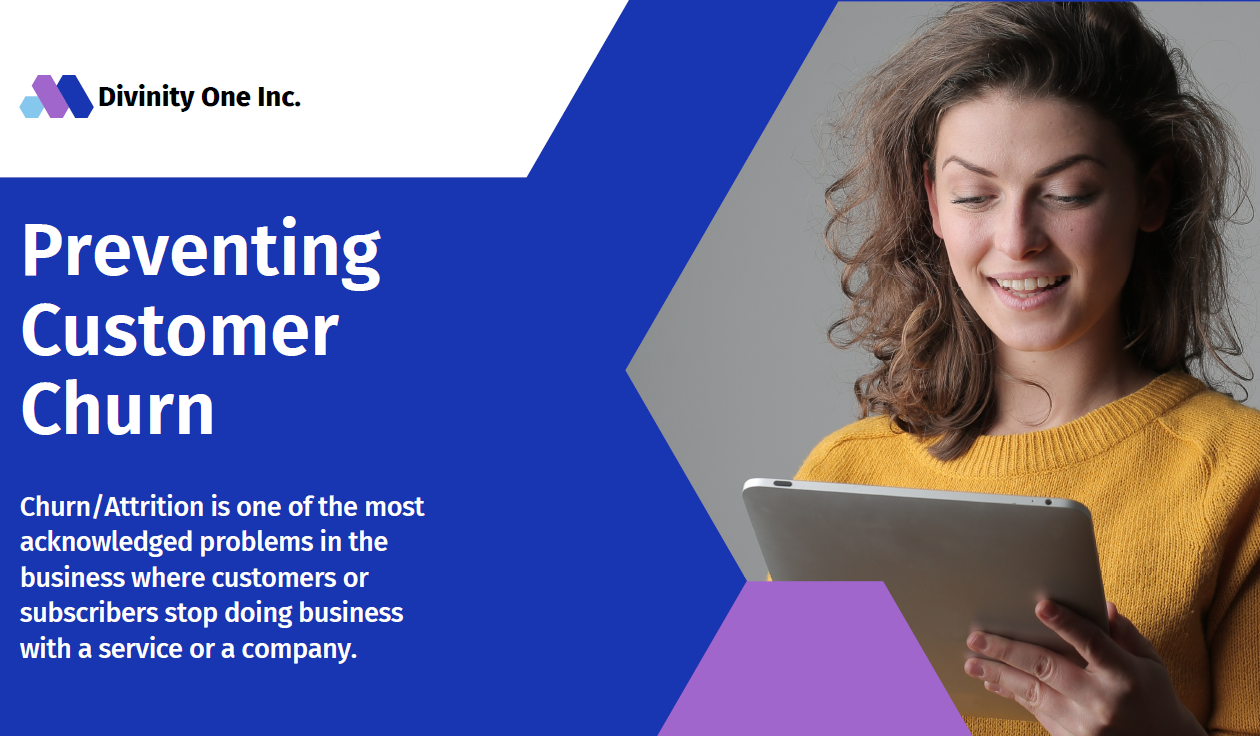 Divinity One Inc.
Preventing
Customer
Churn
Churn/Attrition is one of the most
acknowledged problems in the
business where customers or
subscribers stop doing business
with a service or a company.